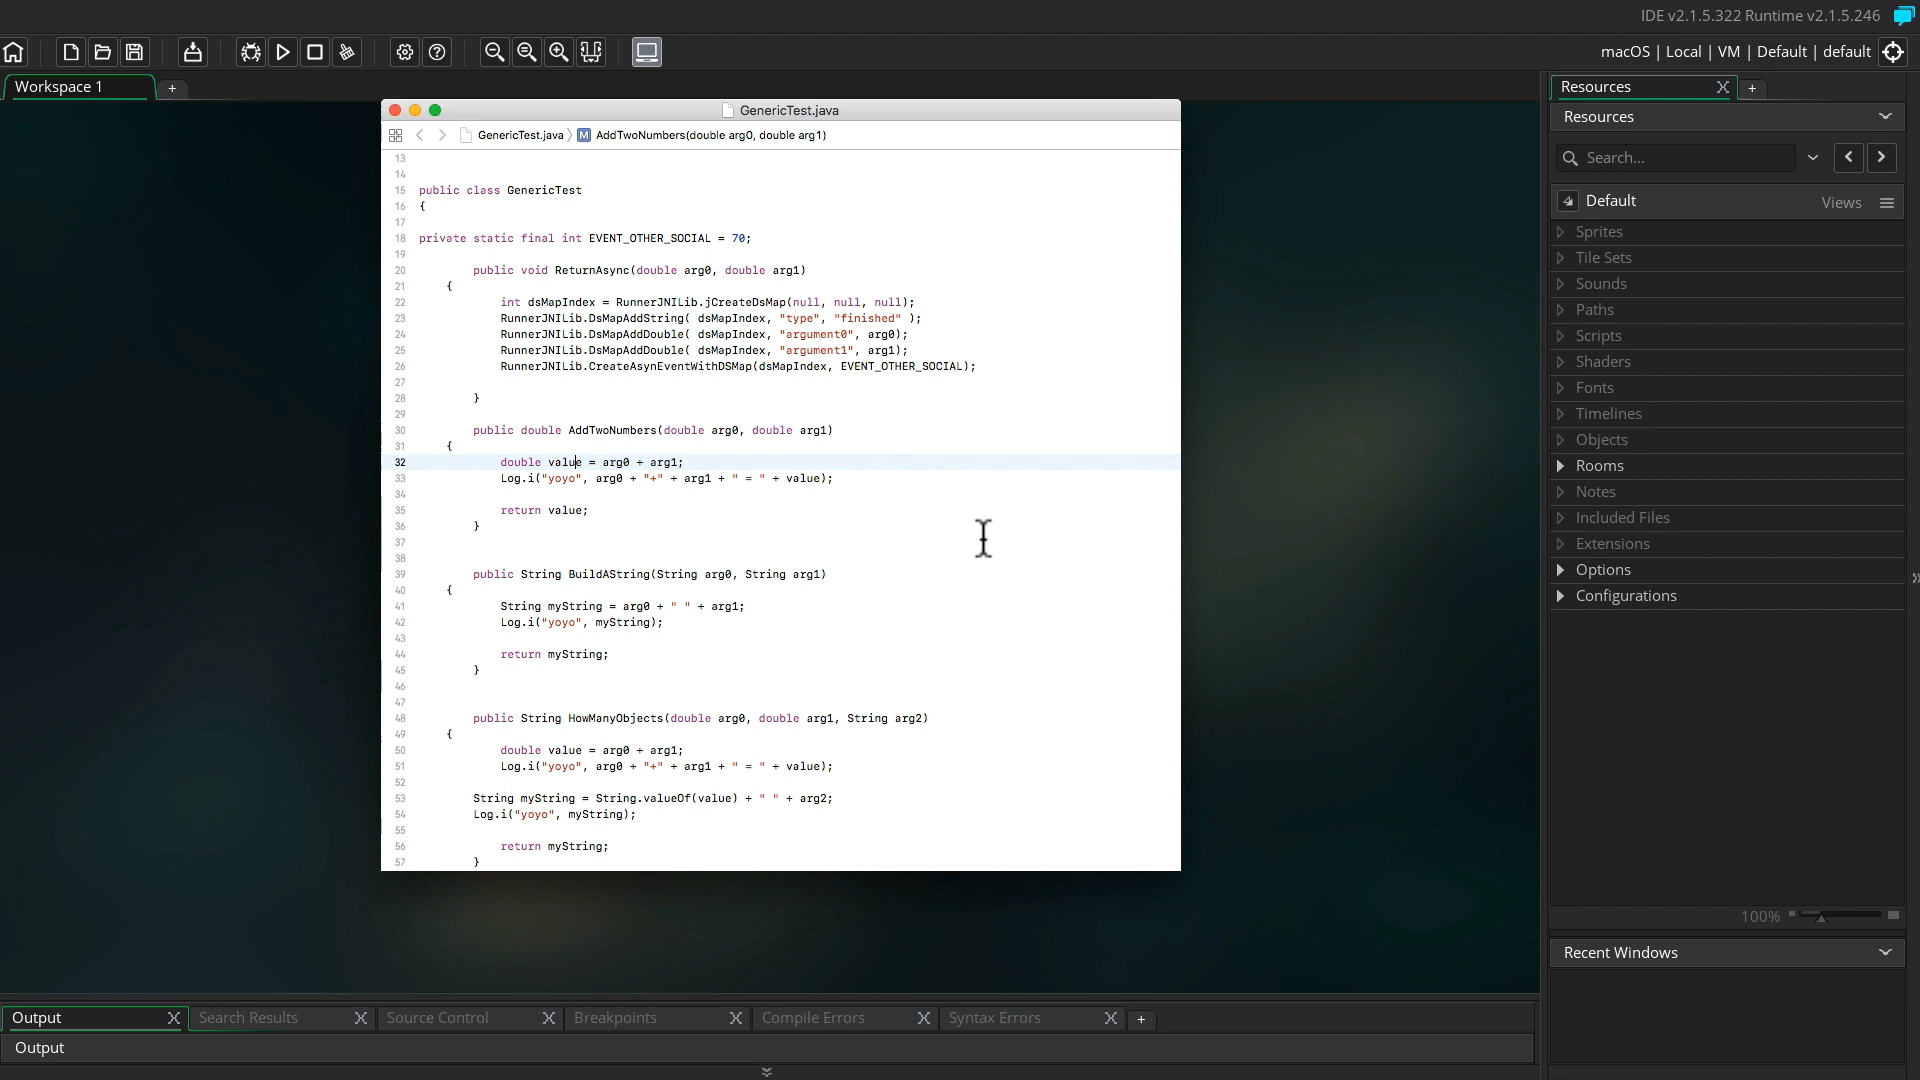 IDE v2.1.5.322 Runtime v2.1.5.246
macOS | Local | VM | Default | default
Workspace 1
+
Resources
+
Resources
Search...
Default
Views
Sprites
Tile Sets
Sounds
Paths
Scripts
Shaders
Fonts
Timelines
Objects
Rooms
Notes
Included Files
Extensions
Options
Configurations
100%
Recent Windows
GenericTest.java
GenericTest.java 〉 M AddTwoNumbers(double arg0, double arg1)
13
14
15 public class GenericTest
16 {
17
18 private static final int EVENT_OTHER_SOCIAL = 70;
19
20 public void ReturnAsync(double arg0, double arg1)
21 {
22 int dsMapIndex = RunnerJNILib.jCreateDsMap(null, null, null);
23 RunnerJNILib.DsMapAddString( dsMapIndex, "type", "finished" );
24 RunnerJNILib.DsMapAddDouble( dsMapIndex, "argument0", arg0);
25 RunnerJNILib.DsMapAddDouble( dsMapIndex, "argument1", arg1);
26 RunnerJNILib.CreateAsynEventWithDSMap(dsMapIndex, EVENT_OTHER_SOCIAL);
27
28 }
29
30 public double AddTwoNumbers(double arg0, double arg1)
31 {
32 double value = arg0 + arg1;
33 Log.i("yoyo", arg0 + "+" + arg1 + " = " + value);
34
35 return value;
36 }
37
38
39 public String BuildAString(String arg0, String arg1)
40 {
41 String myString = arg0 + " " + arg1;
42 Log.i("yoyo", myString);
43
44 return myString;
45 }
46
47
48 public String HowManyObjects(double arg0, double arg1, String arg2)
49 {
50 double value = arg0 + arg1;
51 Log.i("yoyo", arg0 + "+" + arg1 + " = " + value);
52
53 String myString = String.valueOf(value) + " " + arg2;
54 Log.i("yoyo", myString);
55
56 return myString;
57 }
Output
Search Results
Source Control
Breakpoints
Compile Errors
Syntax Errors
+
Output